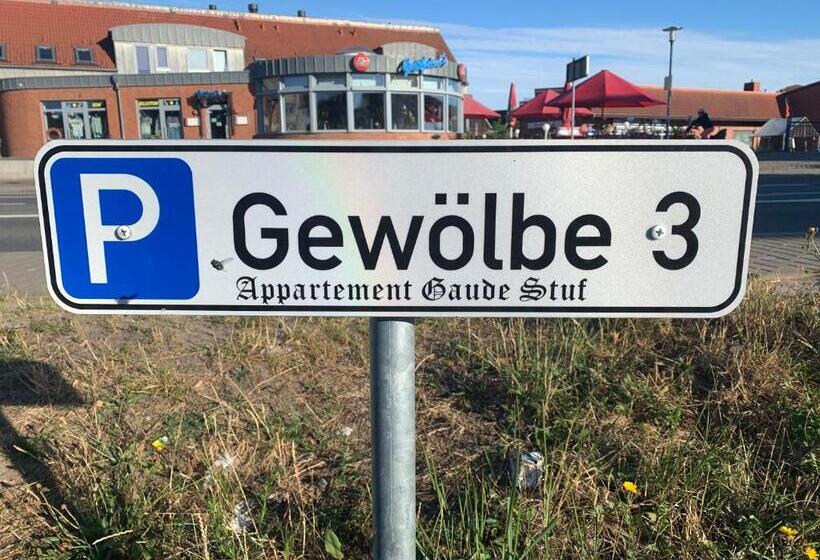 P Gewölbe 3
Appartement Gaude Stuf